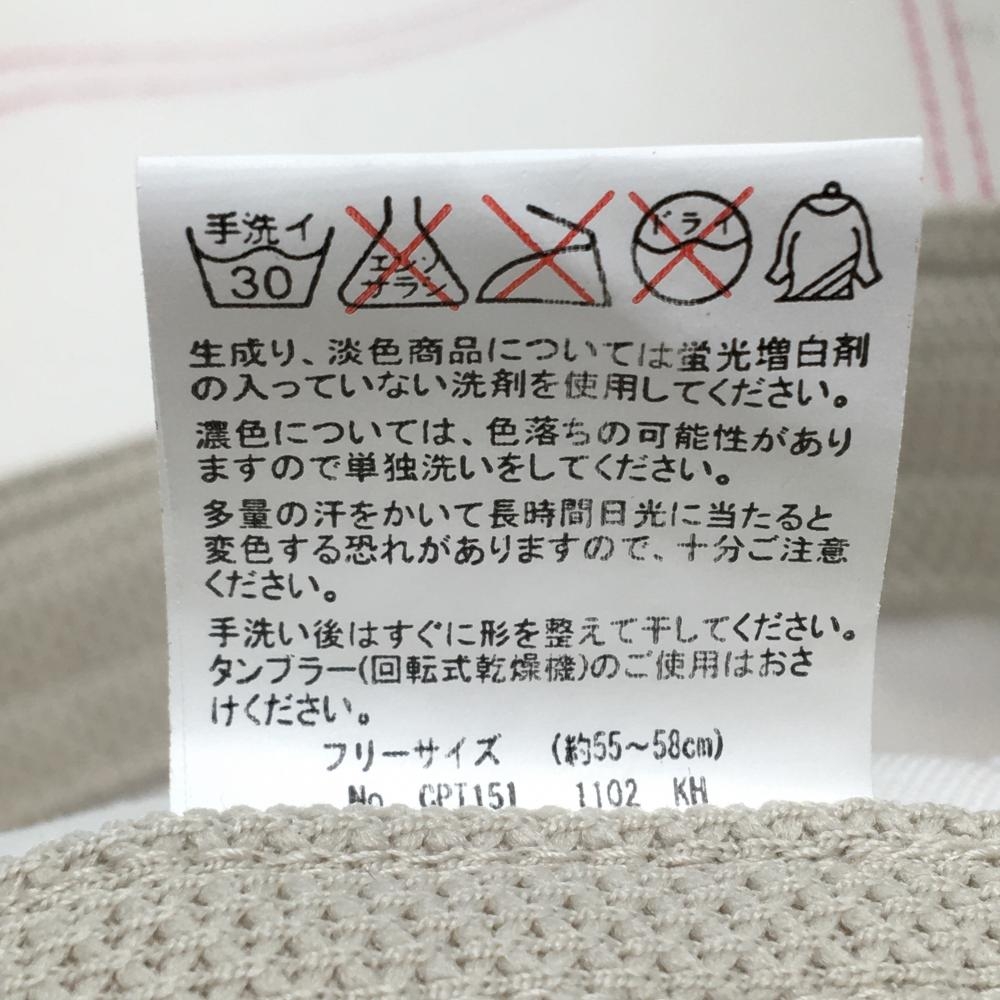 手洗イ
30
エンソ
サラシ
ドライ
生成り、淡色商品については蛍光増白剤
の入っていない洗剤を使用してください。
濃色については、色落ちの可能性があり
ますので単独洗いをしてください。
多量の汗をかいて長時間日光に当たると
変色する恐れがありますので、十分ご注意
ください。
手洗い後はすぐに形を整えて干してください。
タンブラー(回転式乾燥機)のご使用はおさ
けください。
フリーサイズ (約55～58cm)
No. CPT151 1102 KH